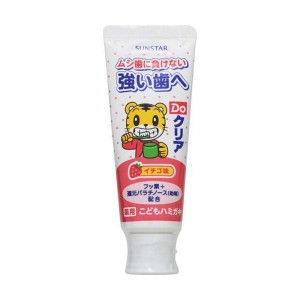 SUNSTAR
ムシ歯に負けない
強い歯へ
Do クリア
イチゴ味
フッ素+
還元パラチノース(無糖)
配合
薬用 こどもハミガキ